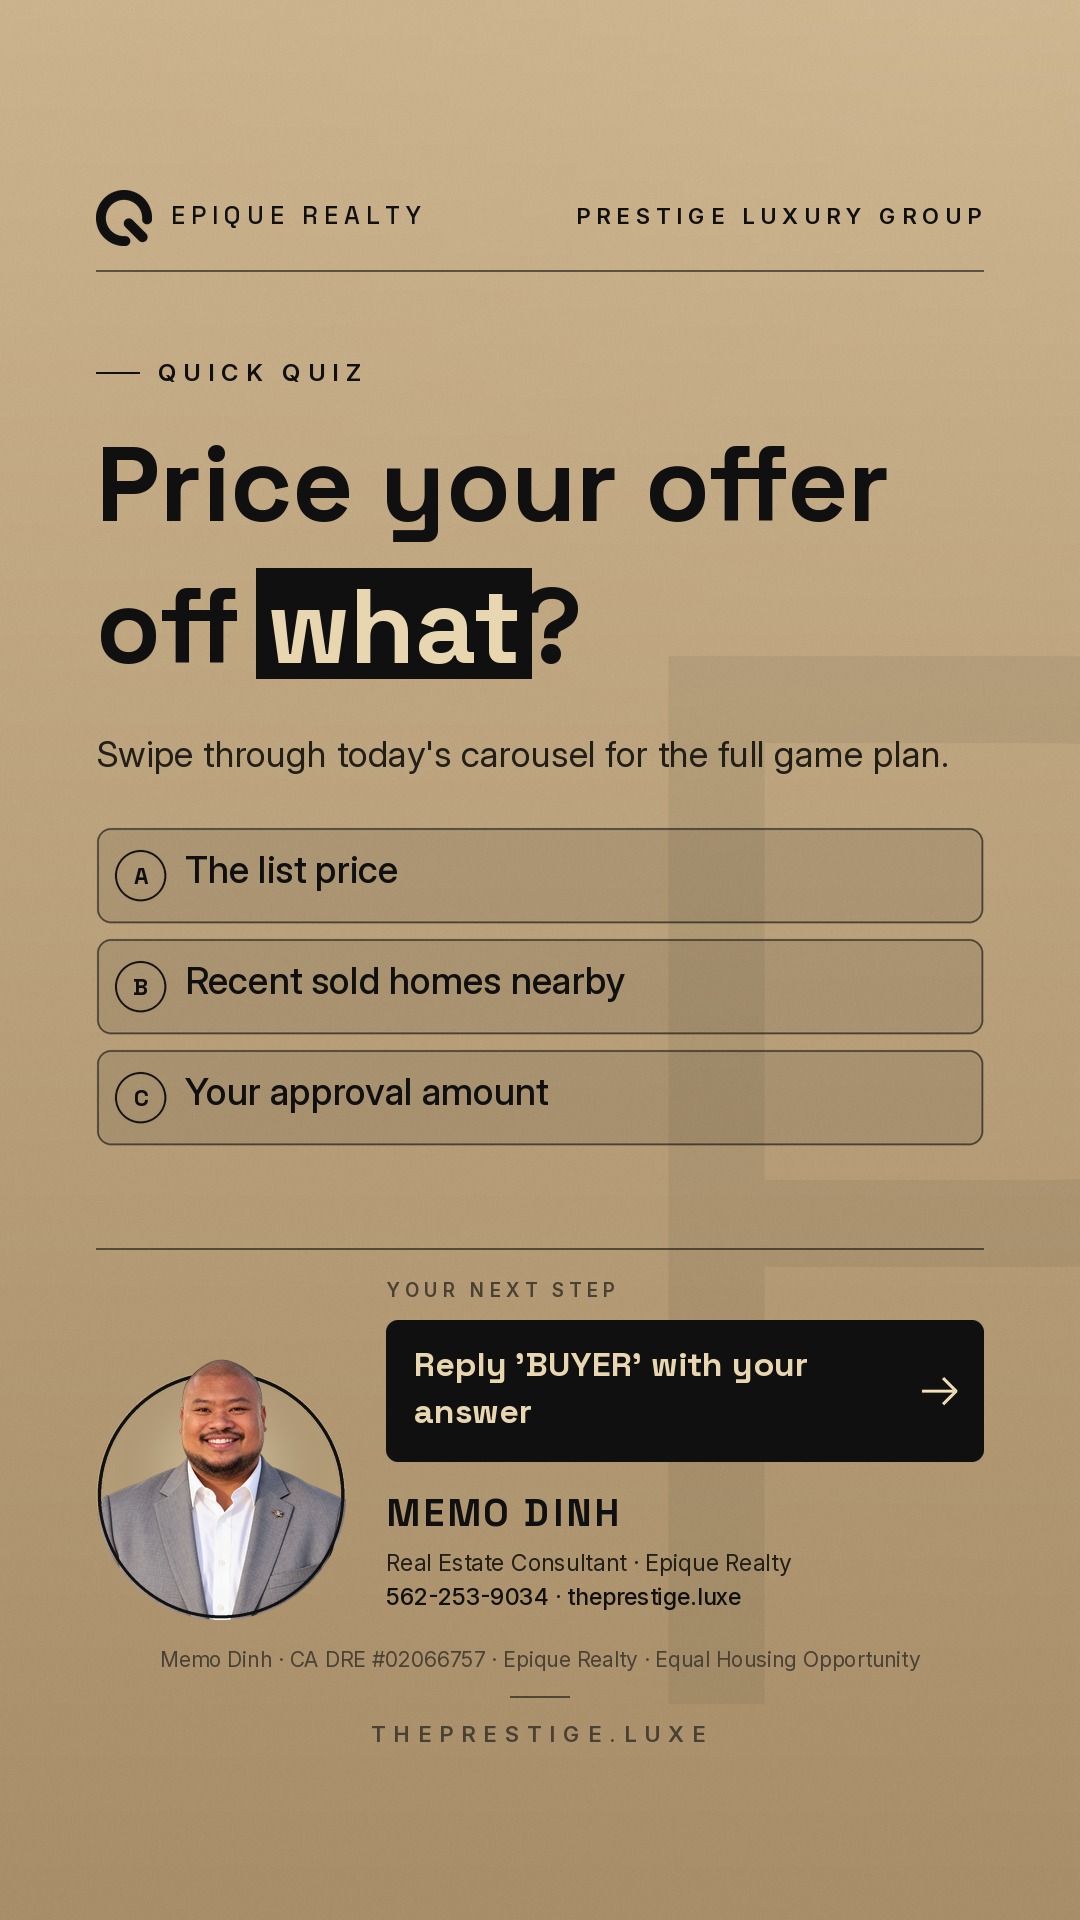 EPIQUE REALTY
PRESTIGE LUXURY GROUP
QUICK QUIZ
Price your offer
off what?
Swipe through today's carousel for the full game plan.
A The list price
B Recent sold homes nearby
C Your approval amount
YOUR NEXT STEP
Reply ’BUYER’ with your
answer
MEMO DINH
Real Estate Consultant · Epique Realty
562-253-9034 · theprestige.luxe
Memo Dinh · CA DRE #02066757 · Epique Realty · Equal Housing Opportunity
THEPRESTIGE.LUXE